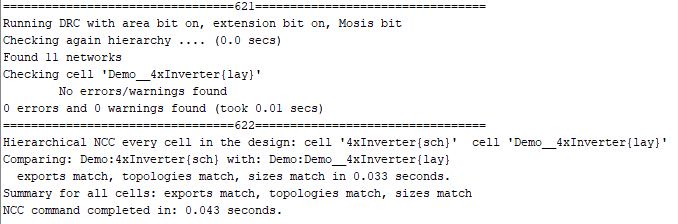 =================================621=================================
Running DRC with area bit on, extension bit on, Mosis bit
Checking again hierarchy .... (0.0 secs)
Found 11 networks
Checking cell 'Demo__4xInverter{lay}'
No errors/warnings found
0 errors and 0 warnings found (took 0.01 secs)
=================================622=================================
Hierarchical NCC every cell in the design: cell '4xInverter{sch}'  cell 'Demo__4xInverter{lay}'
Comparing: Demo:4xInverter{sch} with: Demo:Demo__4xInverter{lay}
exports match, topologies match, sizes match in 0.033 seconds.
Summary for all cells: exports match, topologies match, sizes match
NCC command completed in: 0.043 seconds.